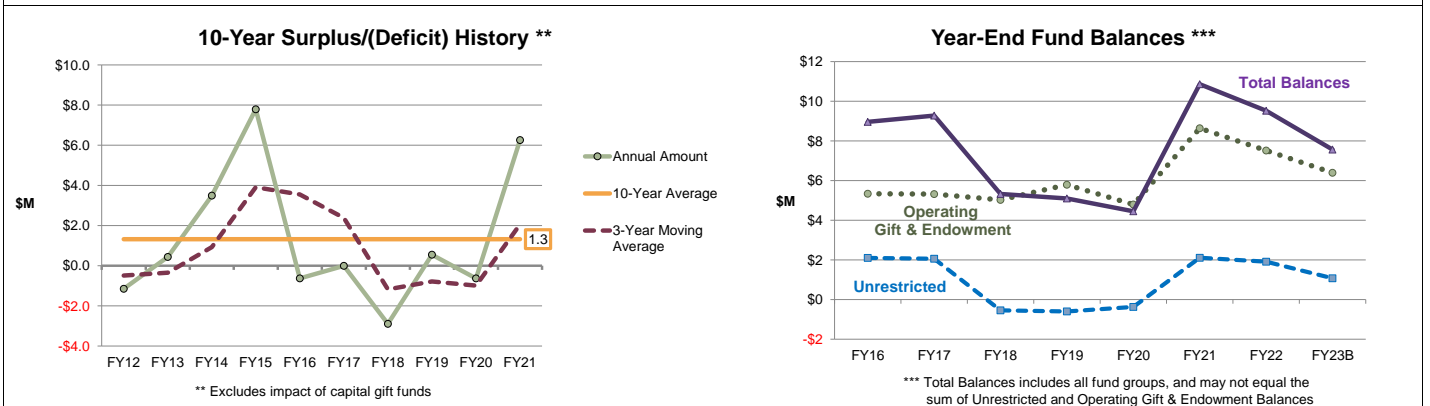 10-Year Surplus/(Deficit) History **
$10.0
$8.0
$6.0
$4.0
$2.0
$0.0
-$2.0
-$4.0
$M
FY12 FY13 FY14 FY15 FY16 FY17 FY18 FY19 FY20 FY21
1.3
Annual Amount
10-Year Average
3-Year Moving
Average
** Excludes impact of capital gift funds
Year-End Fund Balances ***
$12
$10
$8
$6
$4
$2
$0
-$2
$M
Total Balances
Operating
Gift & Endowment
Unrestricted
FY16 FY17 FY18 FY19 FY20 FY21 FY22 FY23B
*** Total Balances includes all fund groups, and may not equal the
sum of Unrestricted and Operating Gift & Endowment Balances